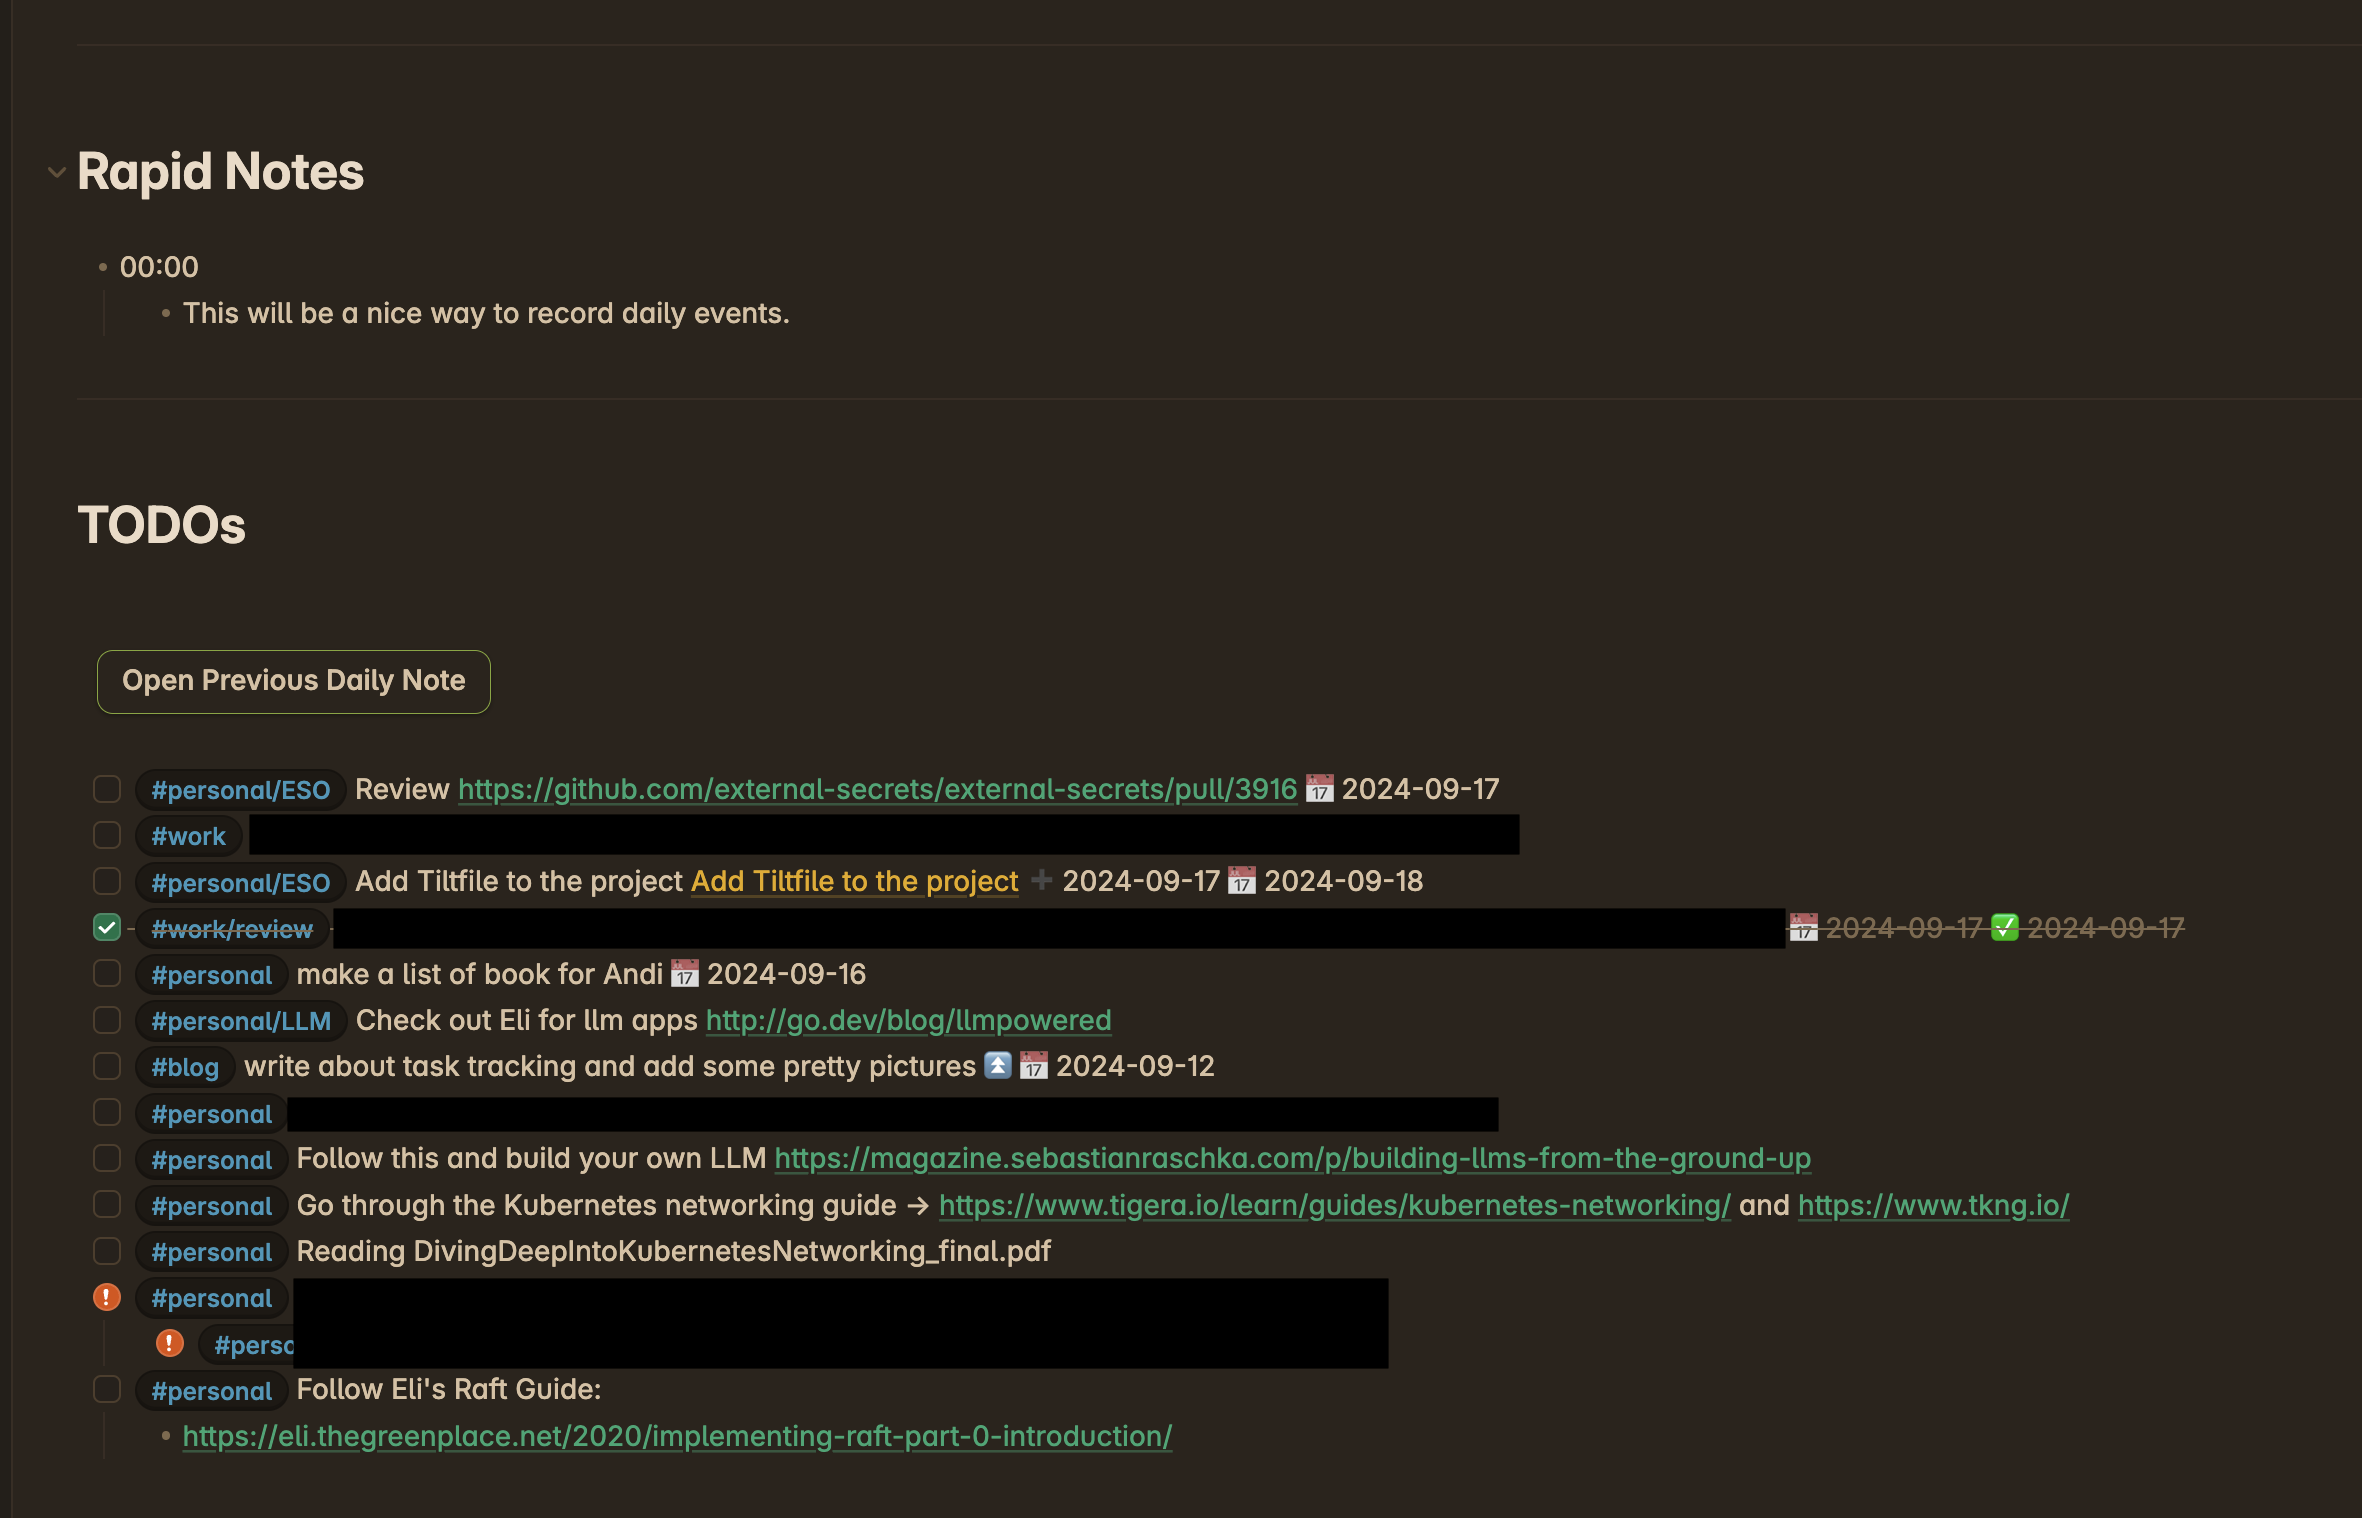 Rapid Notes
00:00
This will be a nice way to record daily events.
TODOs
Open Previous Daily Note
#personal/ESO Review https://github.com/external-secrets/external-secrets/pull/3916 📅 2024-09-17
#work
#personal/ESO Add Tiltfile to the project Add Tiltfile to the project ➕ 2024-09-17 📅 2024-09-18
#work/review 📅 2024-09-17 ✅ 2024-09-17
#personal make a list of book for Andi 📅 2024-09-16
#personal/LLM Check out Eli for llm apps http://go.dev/blog/llmpowered
#blog write about task tracking and add some pretty pictures ⏫ 📅 2024-09-12
#personal
#personal Follow this and build your own LLM https://magazine.sebastianraschka.com/p/building-llms-from-the-ground-up
#personal Go through the Kubernetes networking guide → https://www.tigera.io/learn/guides/kubernetes-networking/ and https://www.tkng.io/
#personal Reading DivingDeepIntoKubernetesNetworking_final.pdf
#personal
#perso
#personal Follow Eli's Raft Guide:
https://eli.thegreenplace.net/2020/implementing-raft-part-0-introduction/